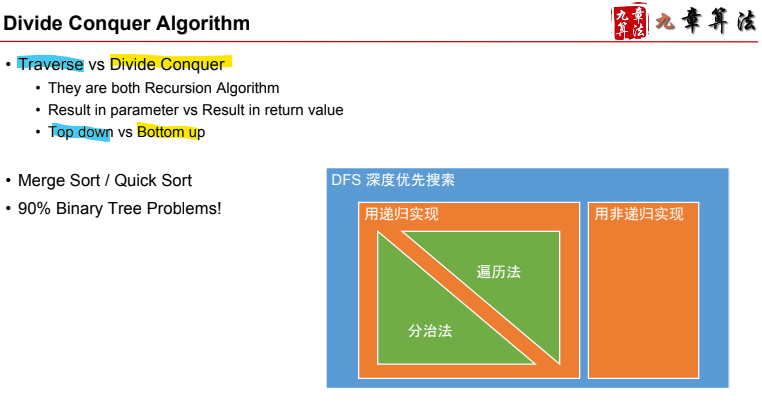 Divide Conquer Algorithm
九章算法
九章算法
• Traverse vs Divide Conquer
• They are both Recursion Algorithm
• Result in parameter vs Result in return value
• Top down vs Bottom up
• Merge Sort / Quick Sort
• 90% Binary Tree Problems!
DFS 深度优先搜索
用递归实现
用非递归实现
遍历法
分治法